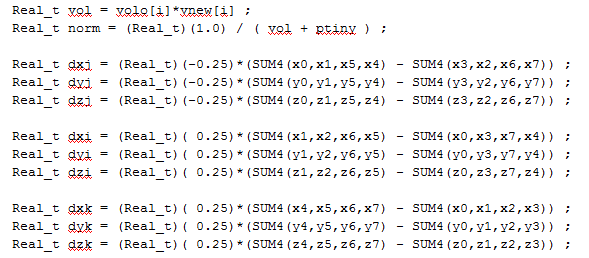 Real_t vol = volo[i]*vnew[i] ;
Real_t norm = (Real_t)(1.0) / ( vol + ptiny ) ;
Real_t dxj = (Real_t)(-0.25)*(SUM4(x0,x1,x5,x4) - SUM4(x3,x2,x6,x7)) ;
Real_t dyj = (Real_t)(-0.25)*(SUM4(y0,y1,y5,y4) - SUM4(y3,y2,y6,y7)) ;
Real_t dzj = (Real_t)(-0.25)*(SUM4(z0,z1,z5,z4) - SUM4(z3,z2,z6,z7)) ;
Real_t dxi = (Real_t)( 0.25)*(SUM4(x1,x2,x6,x5) - SUM4(x0,x3,x7,x4)) ;
Real_t dyi = (Real_t)( 0.25)*(SUM4(y1,y2,y6,y5) - SUM4(y0,y3,y7,y4)) ;
Real_t dzi = (Real_t)( 0.25)*(SUM4(z1,z2,z6,z5) - SUM4(z0,z3,z7,z4)) ;
Real_t dxk = (Real_t)( 0.25)*(SUM4(x4,x5,x6,x7) - SUM4(x0,x1,x2,x3)) ;
Real_t dyk = (Real_t)( 0.25)*(SUM4(y4,y5,y6,y7) - SUM4(y0,y1,y2,y3)) ;
Real_t dzk = (Real_t)( 0.25)*(SUM4(z4,z5,z6,z7) - SUM4(z0,z1,z2,z3)) ;